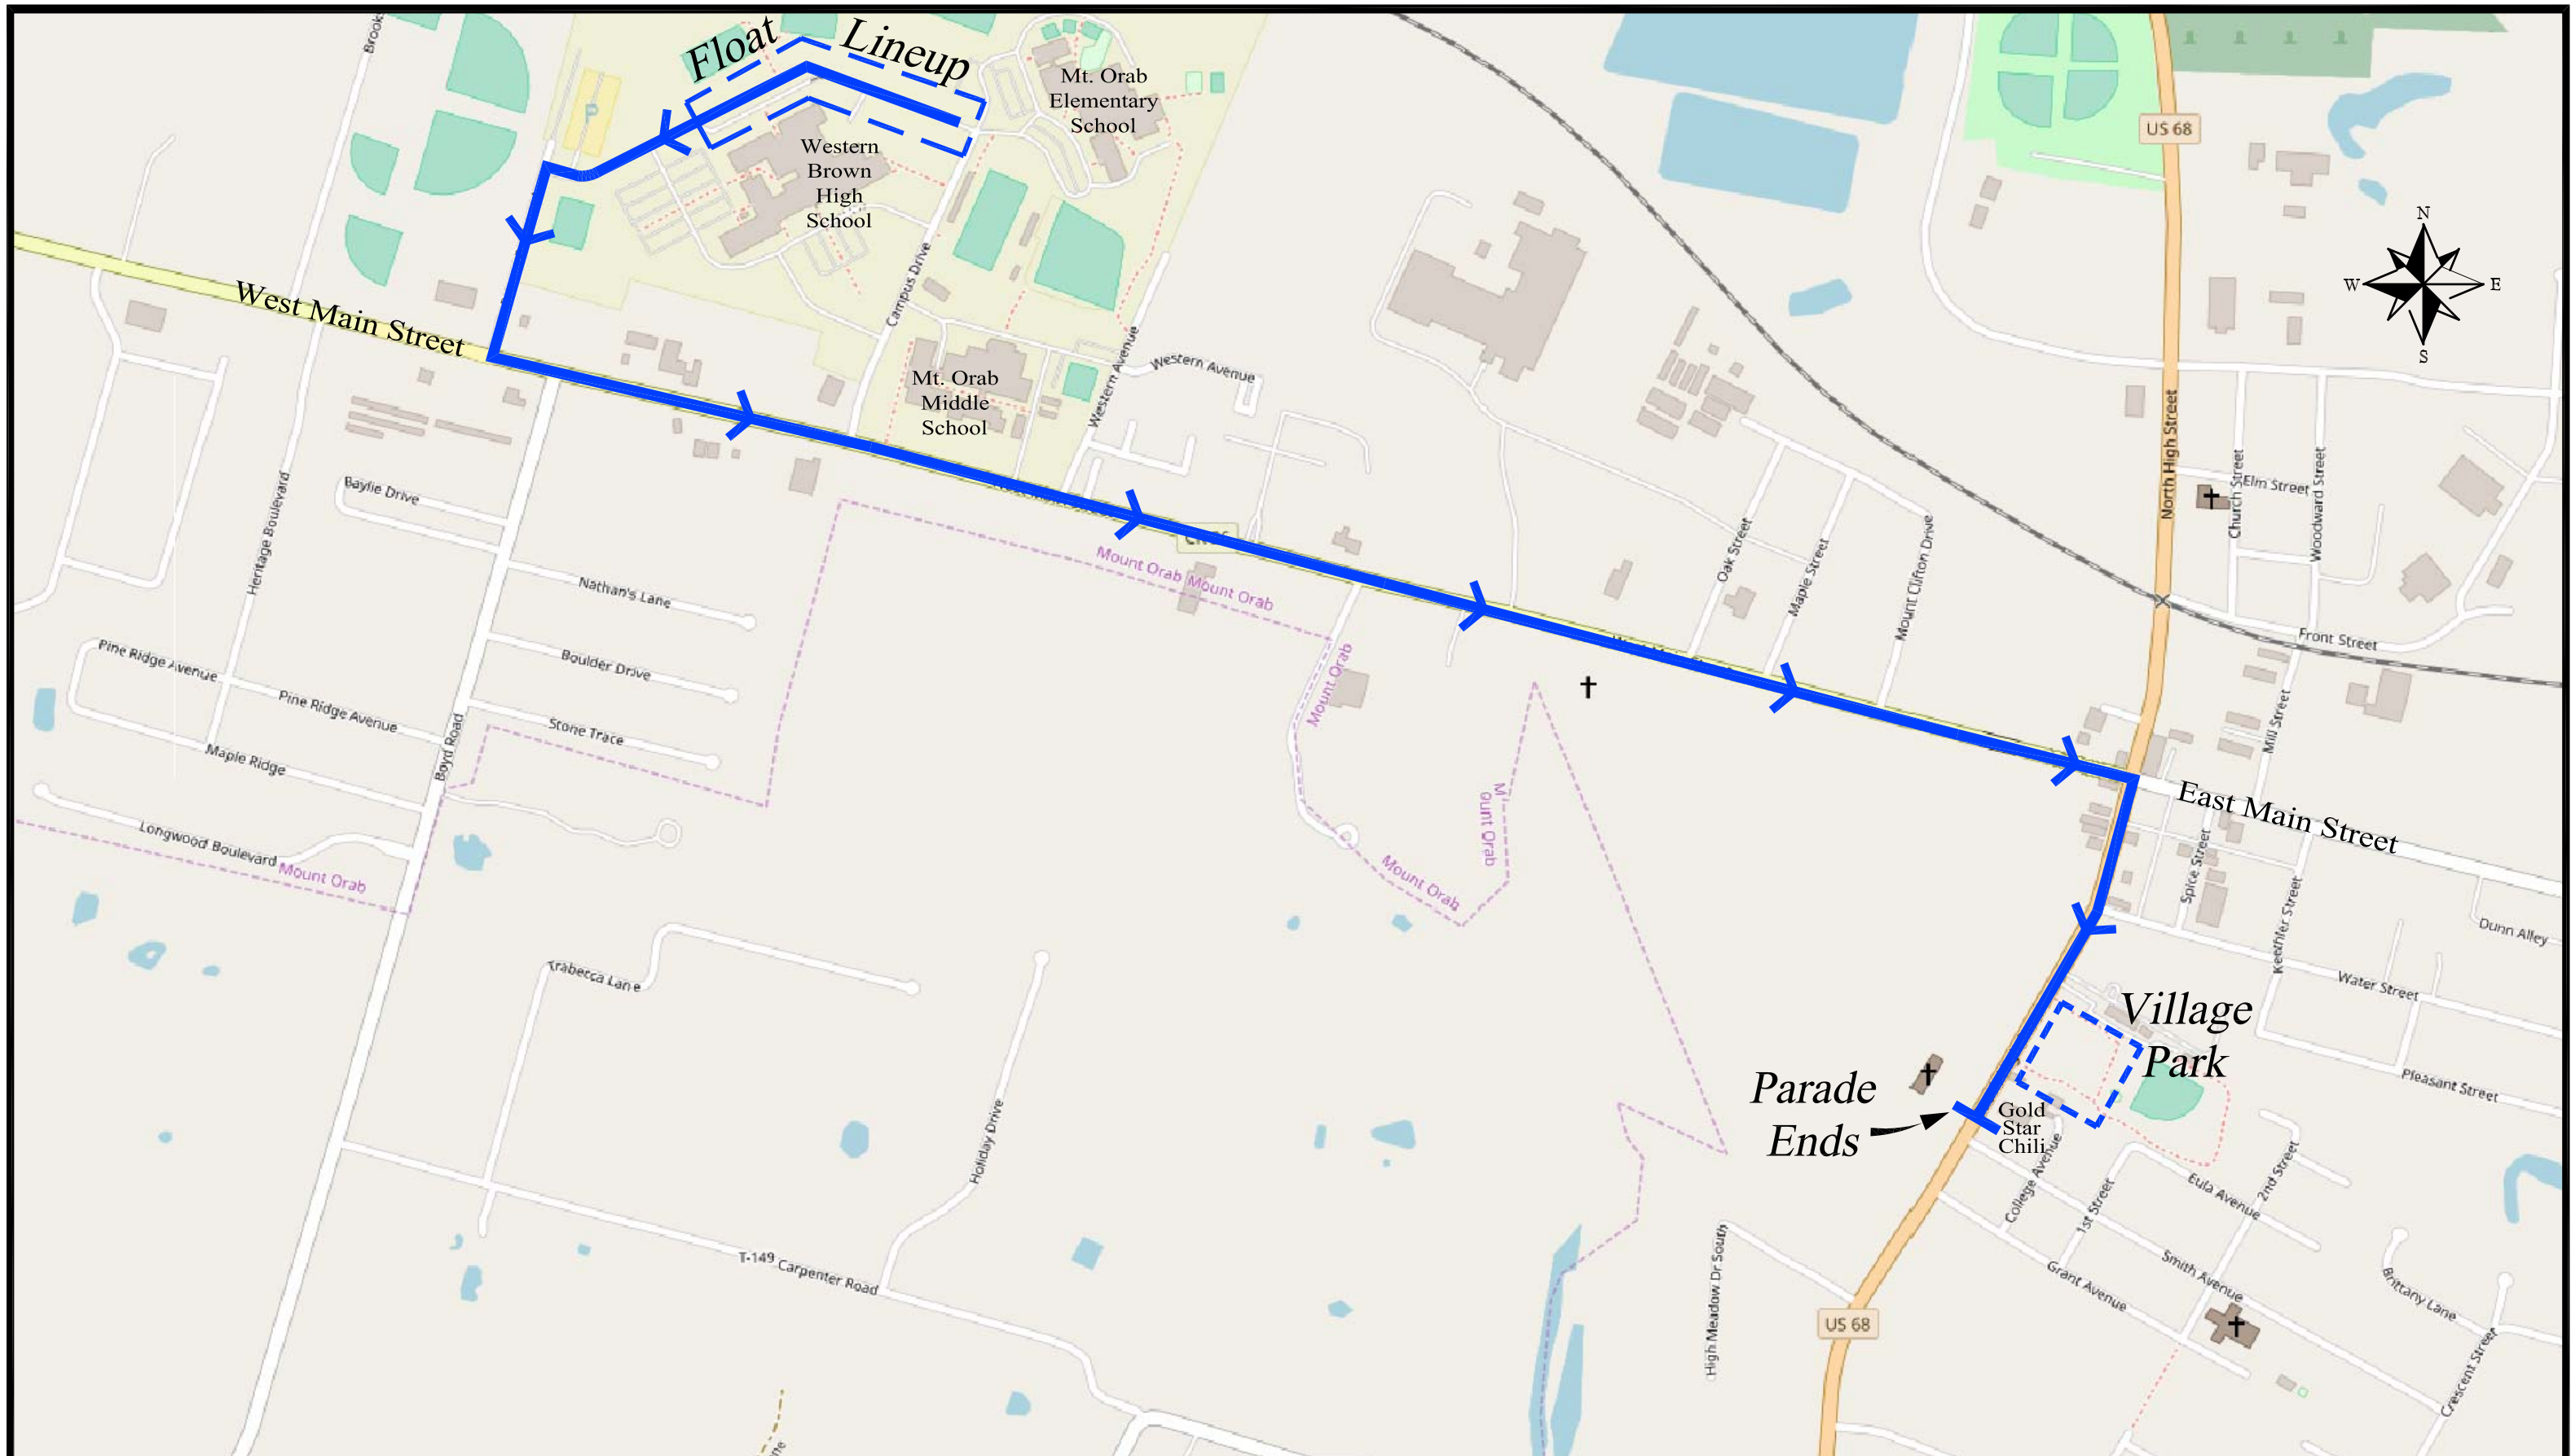 Float Lineup
Mt. Orab
Elementary
School
Western
Brown
High
School
P
US 68
N
W
E
S
West Main Street
Campus Drive
Mt. Orab
Middle
School
Western Avenue
Western Avenue
North High Street
Church Street
Elm Street
Woodward Street
Baylie Drive
Heritage Boulevard
Nathan's Lane
Mount Orab
Mount Orab
Oak Street
Maple Street
Mount Clifton Drive
Front Street
Mill Street
Pine Ridge Avenue
Pine Ridge Avenue
Boulder Drive
Stone Trace
Boyd Road
Maple Ridge
Longwood Boulevard
Mount Orab
Mount Orab
Mount Orab
East Main Street
Spice Street
Keethler Street
Dunn Alley
Water Street
Pleasant Street
Trabecca Lane
Holiday Drive
T-149 Carpenter Road
Village
Park
Parade
Ends
Gold
Star
Chili
College Avenue
1st Street
Eula Avenue
2nd Street
Smith Avenue
Grant Avenue
Brittany Lane
Crescent Street
High Meadow Dr South
US 68